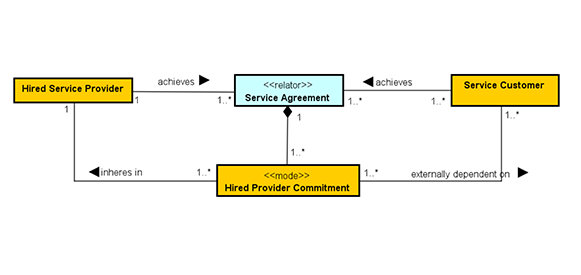 achieves
achieves
<<relator>>
Service Agreement
Hired Service Provider
Service Customer
1
1
1..*
1..*
1..*
1
1..*
1..*
1..*
inheres in
1..*
<<mode>>
Hired Provider Commitment
1..*
externally dependent on